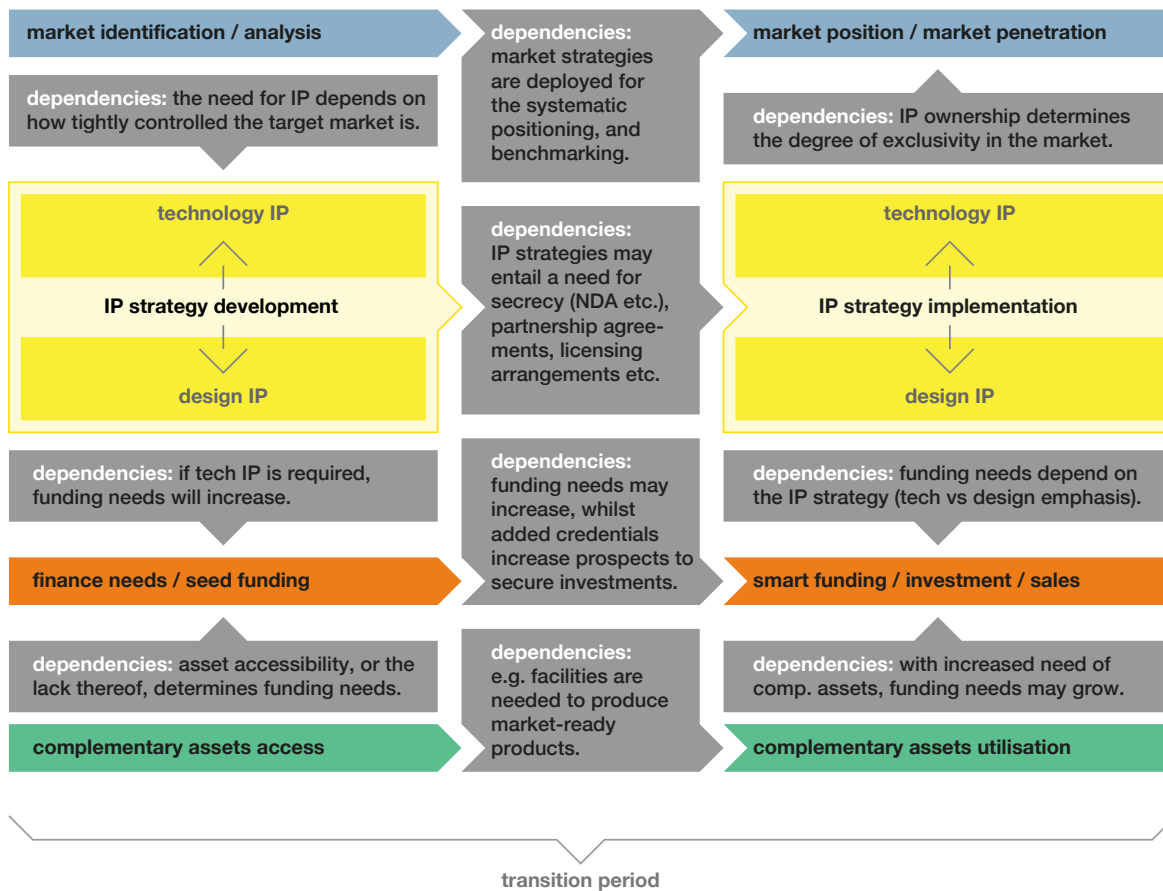 market identification / analysis
dependencies:
market strategies
are deployed for
the systematic
positioning, and
benchmarking.
market position / market penetration
dependencies: the need for IP depends on
how tightly controlled the target market is.
dependencies: IP ownership determines
the degree of exclusivity in the market.
technology IP
IP strategy development
design IP
dependencies:
IP strategies may
entail a need for
secrecy (NDA etc.),
partnership agree-
ments, licensing
arrangements etc.
technology IP
IP strategy implementation
design IP
dependencies: if tech IP is required,
funding needs will increase.
dependencies:
funding needs may
increase, whilst
added credentials
increase prospects to
secure investments.
dependencies: funding needs depend on
the IP strategy (tech vs design emphasis).
finance needs / seed funding
smart funding / investment / sales
dependencies: asset accessibility, or the
lack thereof, determines funding needs.
dependencies:
e.g. facilities are
needed to produce
market-ready
products.
dependencies: with increased need of
comp. assets, funding needs may grow.
complementary assets access
complementary assets utilisation
transition period